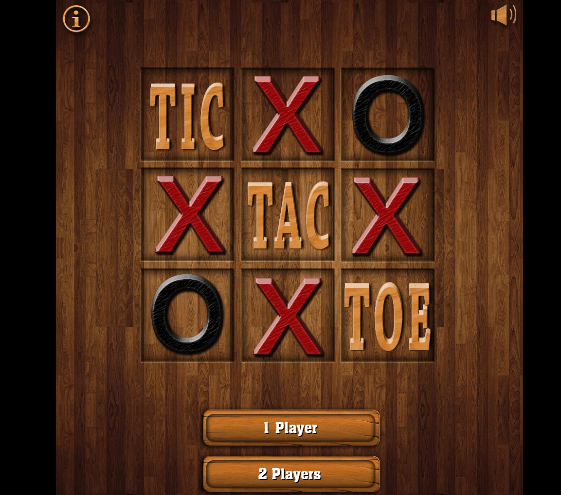 TIC X O
X TAC X
O X TOE
1 Player
2 Players